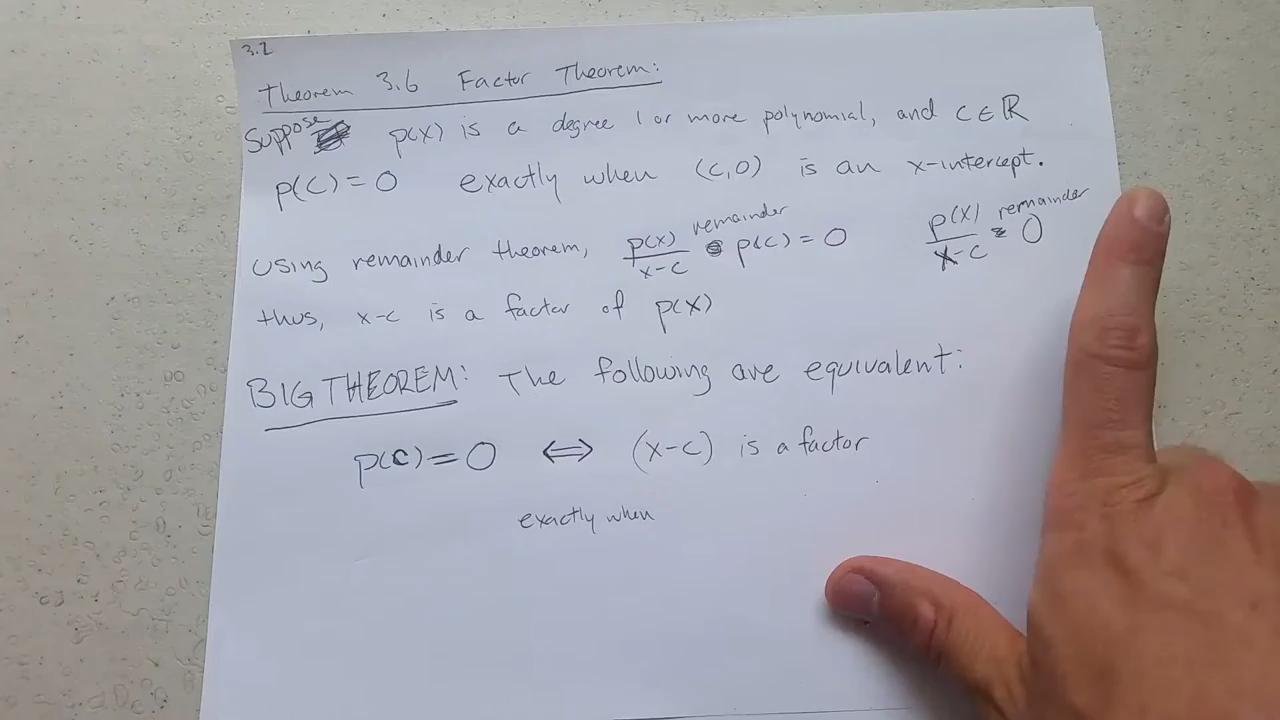 3.2
Theorem 3.6 Factor Theorem:
Suppose p(x) is a degree 1 or more polynomial, and c∈ℝ
p(c) = 0 exactly when (c,0) is an x-intercept.
Using remainder theorem, p(x)/x-c remainder p(c) = 0 p(x)/x-c remainder = 0
thus, x-c is a factor of p(x)
BIG THEOREM: The following are equivalent:
p(c) = 0 ⟺ (x-c) is a factor
exactly when